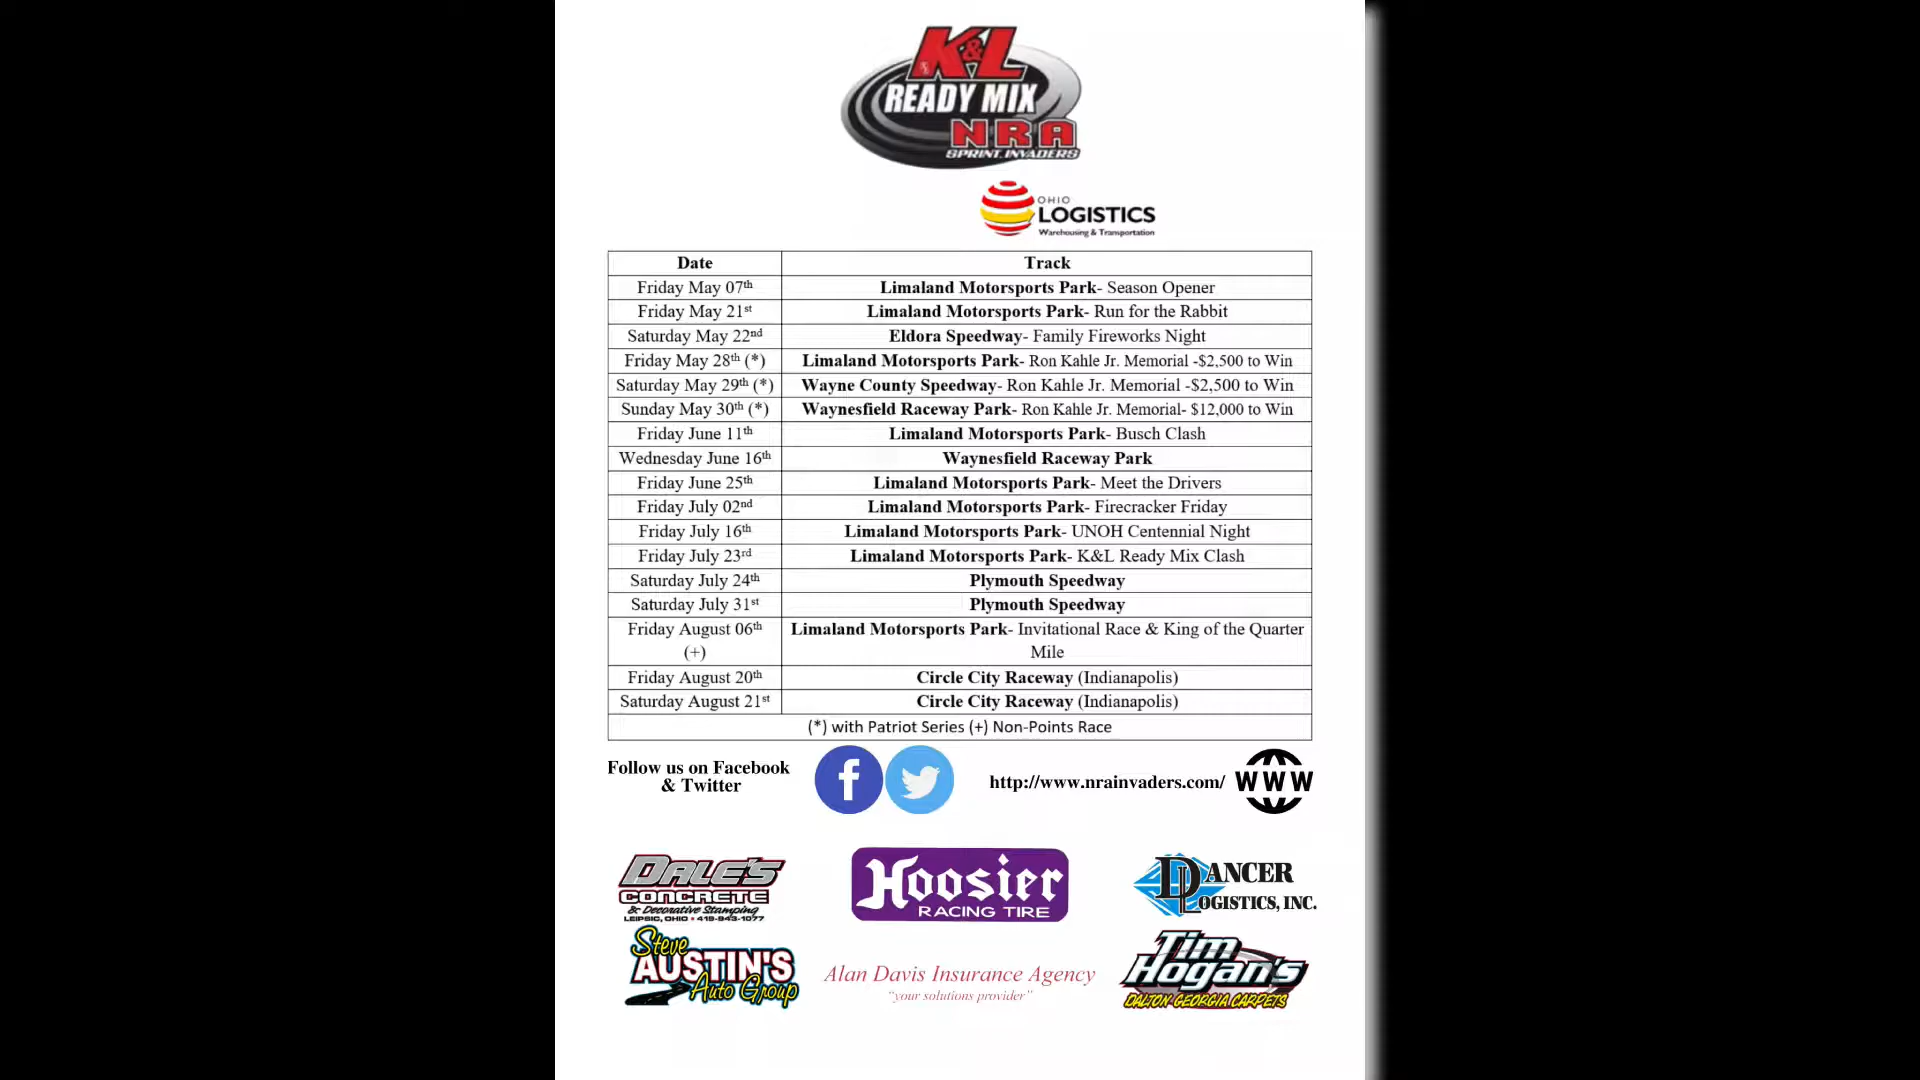 K&L
READY MIX
NRA
SPRINT INVADERS
OHIO
LOGISTICS
Warehousing & Transportation
Date Track
Friday May 07th Limaland Motorsports Park- Season Opener
Friday May 21st Limaland Motorsports Park- Run for the Rabbit
Saturday May 22nd Eldora Speedway- Family Fireworks Night
Friday May 28th (*) Limaland Motorsports Park- Ron Kahle Jr. Memorial -$2,500 to Win
Saturday May 29th (*) Wayne County Speedway- Ron Kahle Jr. Memorial -$2,500 to Win
Sunday May 30th (*) Waynesfield Raceway Park- Ron Kahle Jr. Memorial- $12,000 to Win
Friday June 11th Limaland Motorsports Park- Busch Clash
Wednesday June 16th Waynesfield Raceway Park
Friday June 25th Limaland Motorsports Park- Meet the Drivers
Friday July 02nd Limaland Motorsports Park- Firecracker Friday
Friday July 16th Limaland Motorsports Park- UNOH Centennial Night
Friday July 23rd Limaland Motorsports Park- K&L Ready Mix Clash
Saturday July 24th Plymouth Speedway
Saturday July 31st Plymouth Speedway
Friday August 06th Limaland Motorsports Park- Invitational Race & King of the Quarter
(+) Mile
Friday August 20th Circle City Raceway (Indianapolis)
Saturday August 21st Circle City Raceway (Indianapolis)
(*) with Patriot Series (+) Non-Points Race
Follow us on Facebook
& Twitter
http://www.nrainvaders.com/ WWW
DALE'S
CONCRETE
& Decorative Stamping
LEIPSIC, OHIO • 419-943-1077
Hoosier
RACING TIRE
DANCER
LOGISTICS, INC.
Steve
AUSTIN'S
Auto Group
Alan Davis Insurance Agency
"your solutions provider"
Tim
Hogan's
DALTON GEORGIA CARPETS